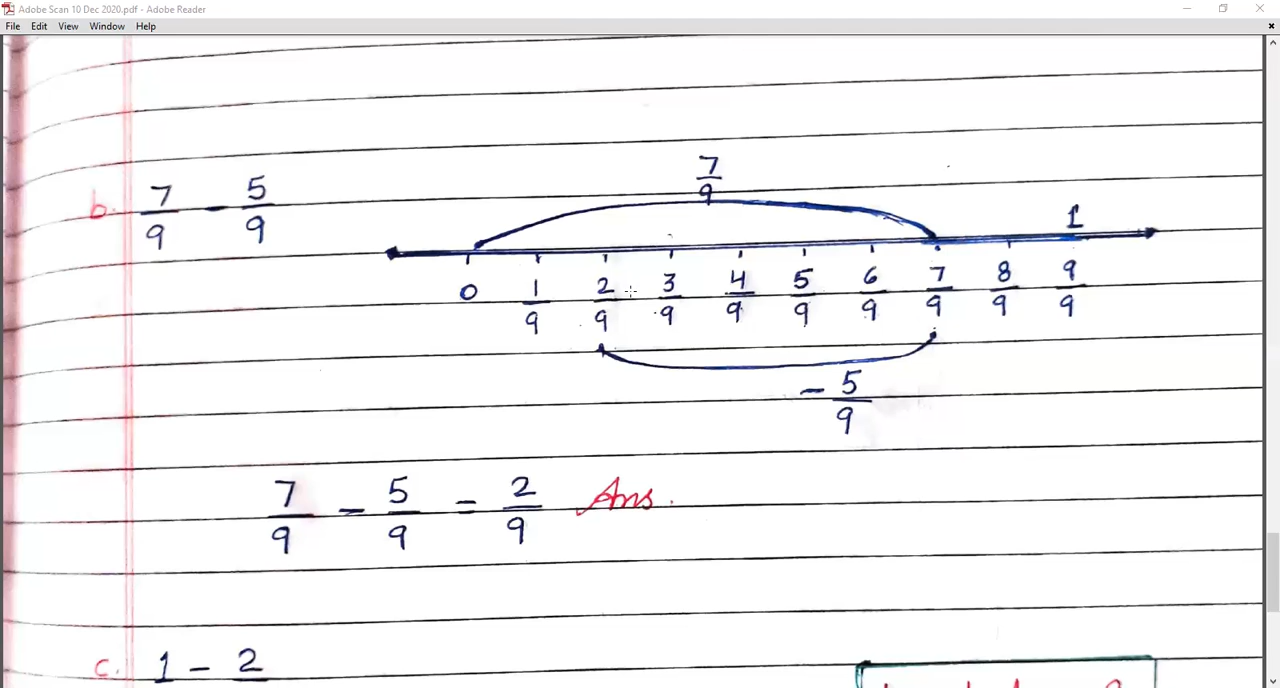 Adobe Scan 10 Dec 2020.pdf - Adobe Reader
File Edit View Window Help
7/9
b. 7/9 - 5/9
1
0 1/9 2/9 3/9 4/9 5/9 6/9 7/9 8/9 9/9
- 5/9
7/9 - 5/9 = 2/9 Ans.
c. 1 - 2